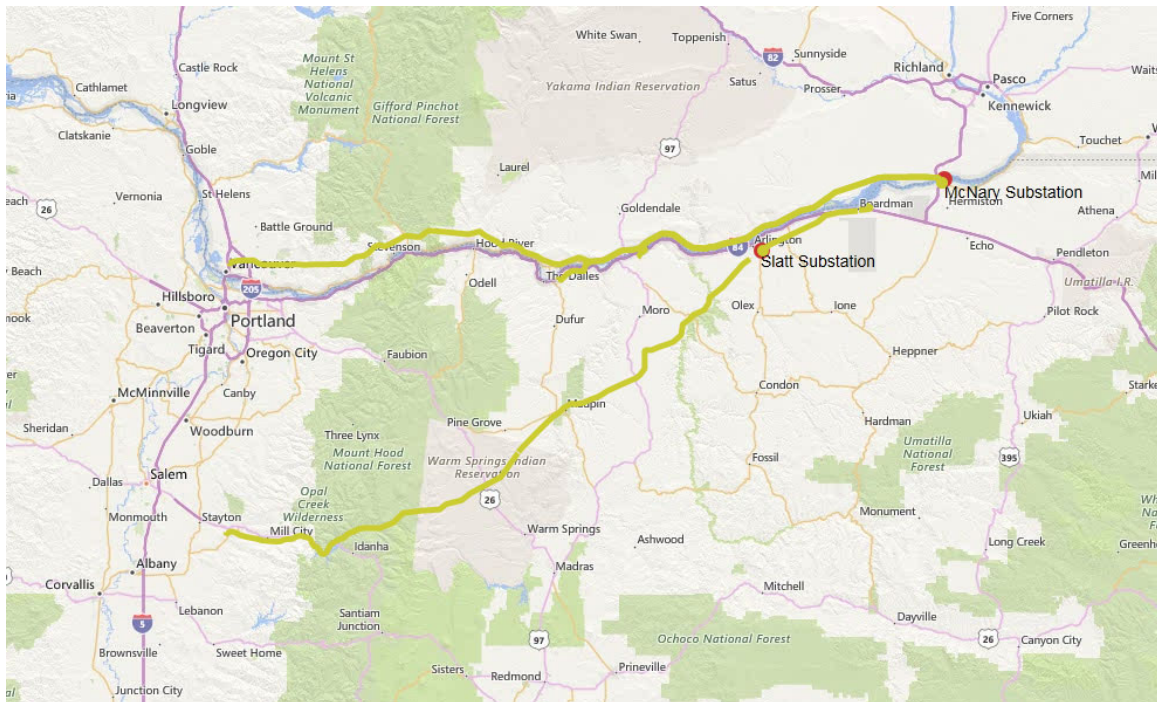 Five Corners
White Swan
Toppenish
82
Sunnyside
Castle Rock
Mount St
Helens
National
Volcanic
Monument
Satus
Richland
Pasco
Waits
Cathlamet
Yakama Indian Reservation
Prosser
Kennewick
Longview
Gifford Pinchot
National Forest
Clatskanie
Goble
97
Touchet
Laurel
Vernonia
St Helens
McNary Substation
Beach
26
Goldendale
Boardman
Hermiston
Athena
Battle Ground
Stevenson
Hood River
84
Arlington
Echo
Pendleton
Vancouver
Slatt Substation
y Beach
205
Odell
The Dalles
Umatilla I.R.
Hillsboro
Portland
Dufur
Moro
Olex
Ione
Pilot Rock
nook
Beaverton
Tigard
Oregon City
Faubion
Heppner
McMinnville
Canby
Condon
Starke
Maupin
Sheridan
Woodburn
Three Lynx
Pine Grove
Hardman
Ukiah
Mount Hood
National Forest
Umatilla
National
Forest
Warm Springs Indian
Reservation
Fossil
395
Salem
Dallas
Opal
Creek
Wilderness
26
Monmouth
Stayton
Mill City
Warm Springs
Monument
Idanha
Ashwood
Long Creek
Greenho
Albany
Madras
Corvallis
Mitchell
Lebanon
Santiam
Junction
Dayville
5
97
Ochoco National Forest
26
Canyon City
Brownsville
Sweet Home
Sisters
Redmond
Prineville
Junction City